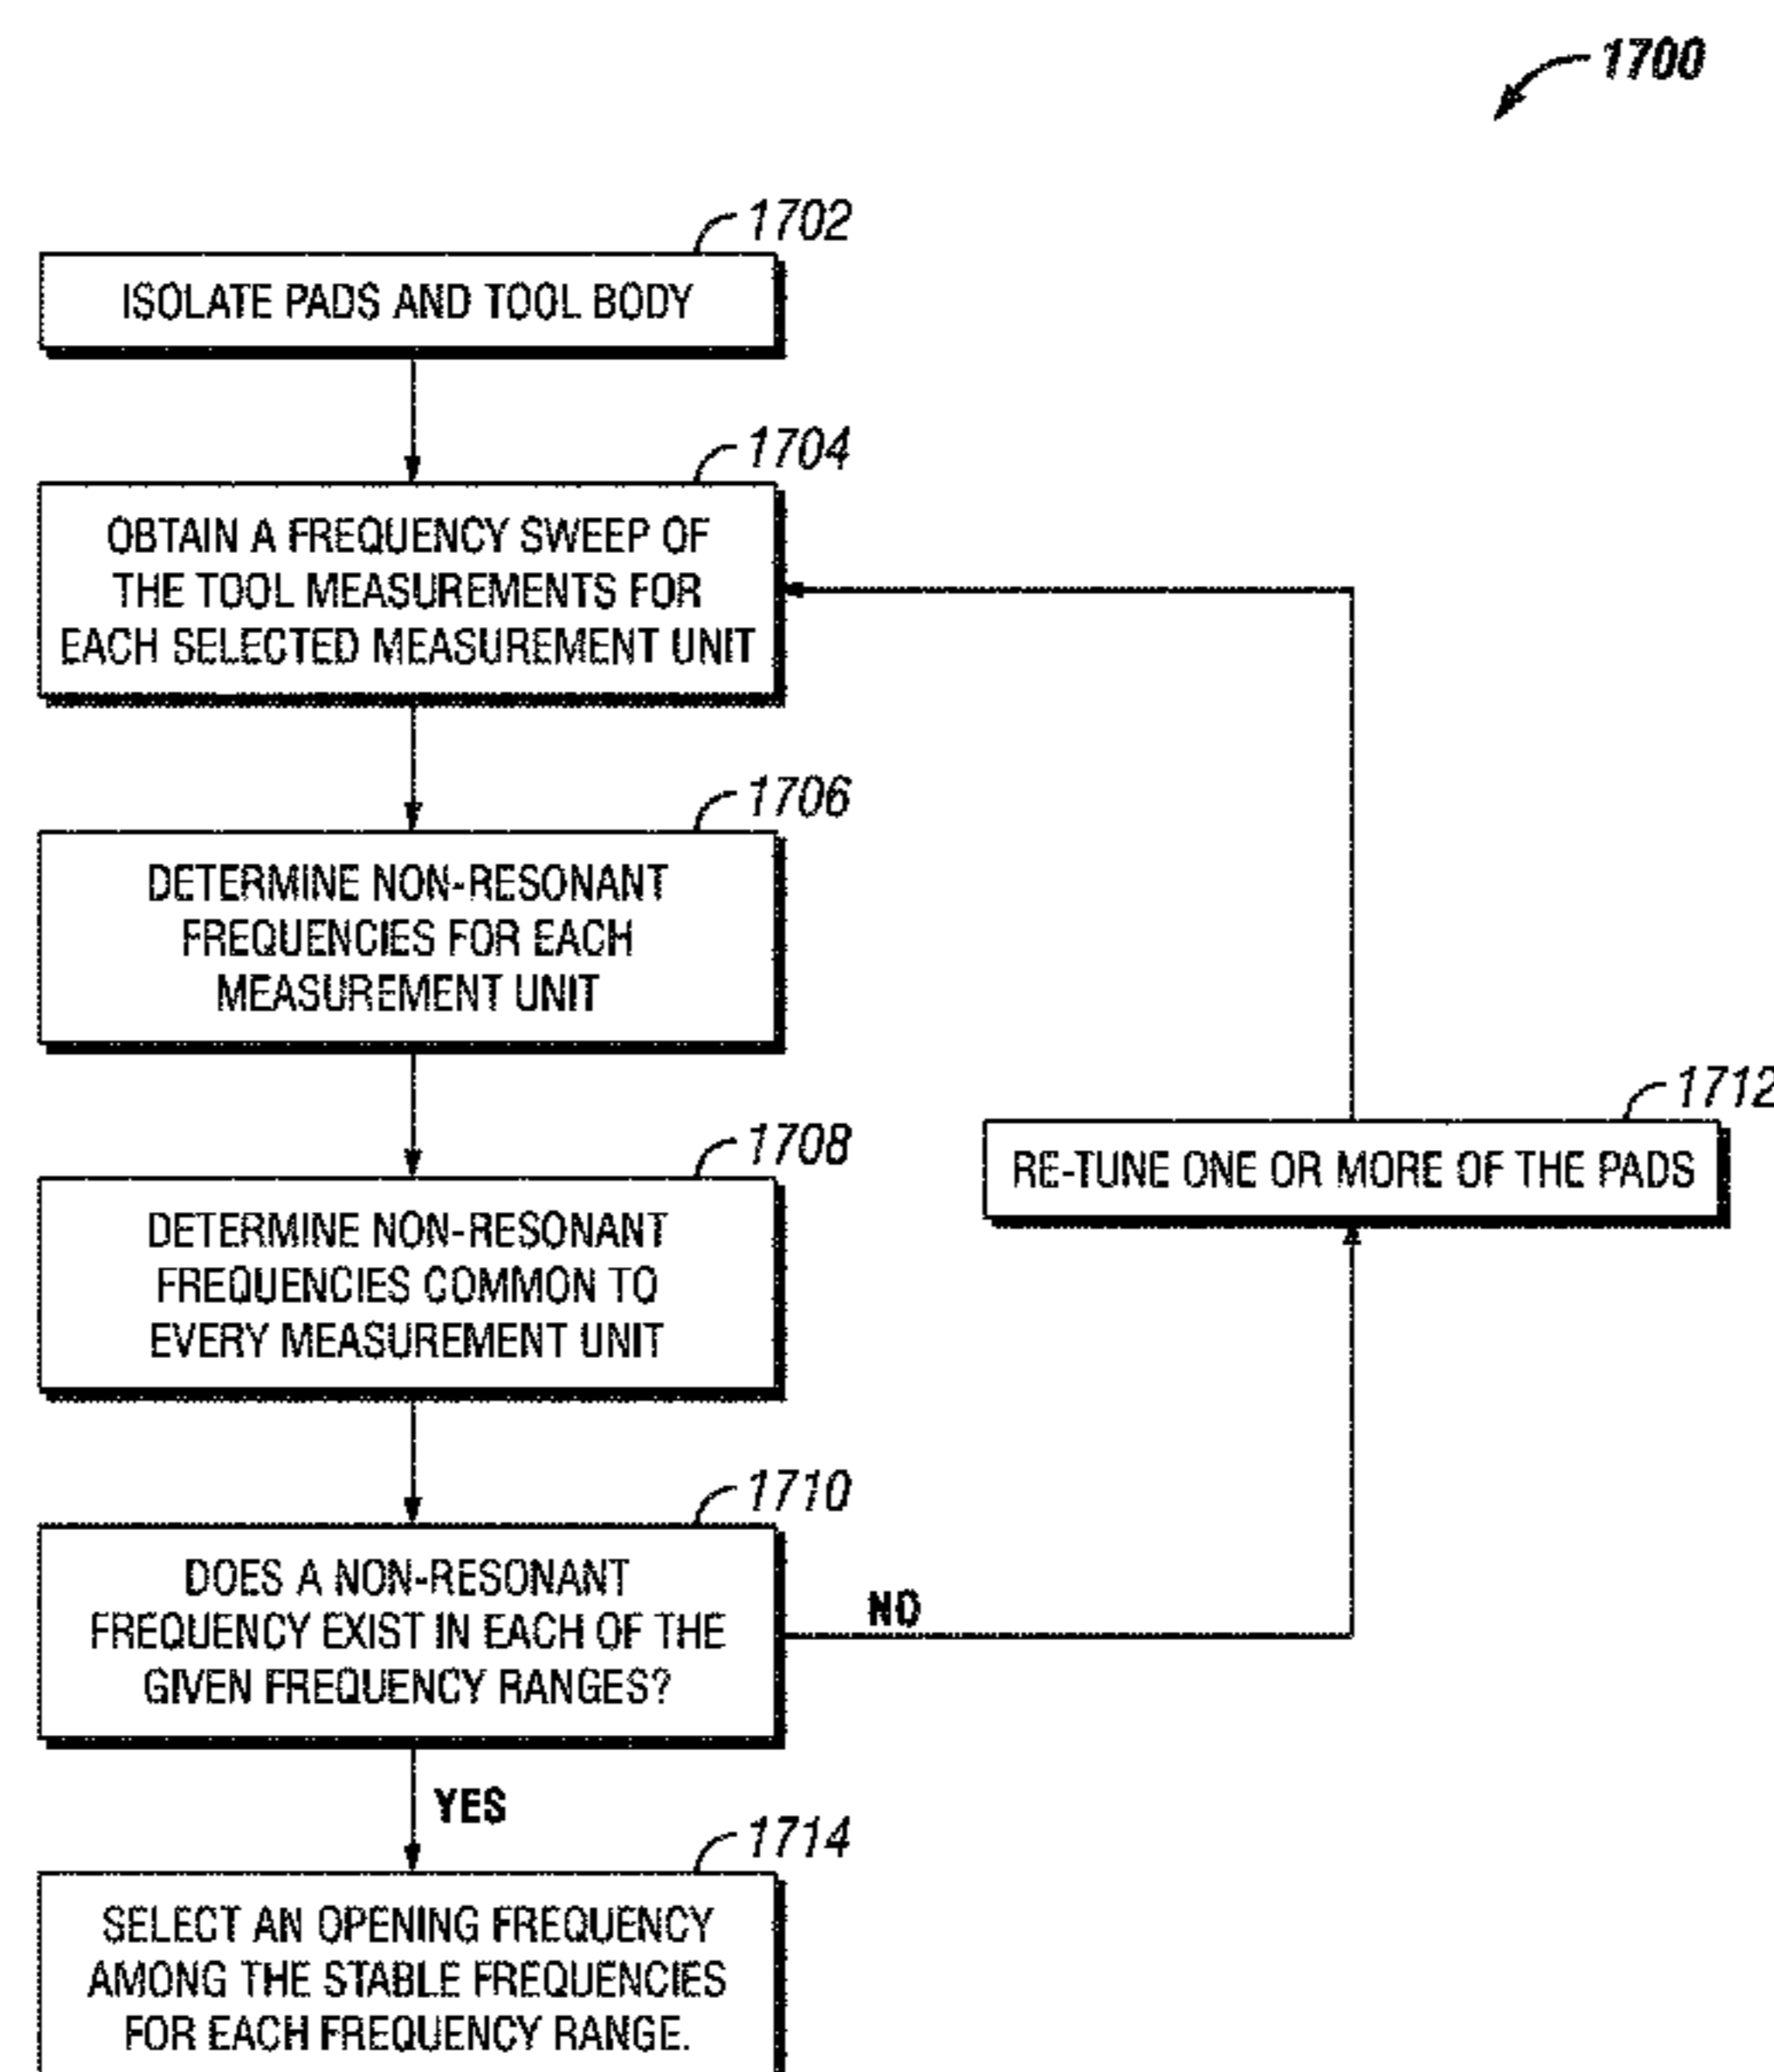 1700
1702
ISOLATE PADS AND TOOL BODY
1704
OBTAIN A FREQUENCY SWEEP OF
THE TOOL MEASUREMENTS FOR
EACH SELECTED MEASUREMENT UNIT
1706
DETERMINE NON-RESONANT
FREQUENCIES FOR EACH
MEASUREMENT UNIT
1708
DETERMINE NON-RESONANT
FREQUENCIES COMMON TO
EVERY MEASUREMENT UNIT
1712
RE-TUNE ONE OR MORE OF THE PADS
1710
DOES A NON-RESONANT
FREQUENCY EXIST IN EACH OF THE
GIVEN FREQUENCY RANGES?
NO
YES
1714
SELECT AN OPENING FREQUENCY
AMONG THE STABLE FREQUENCIES
FOR EACH FREQUENCY RANGE.